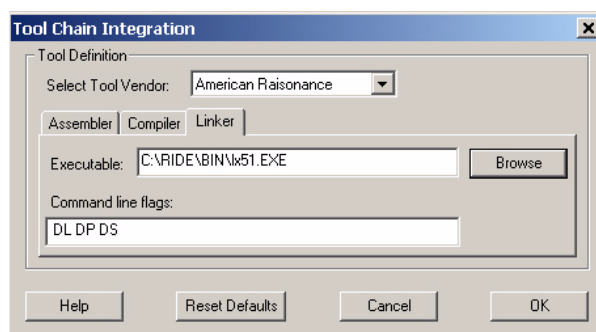 Tool Chain Integration
Tool Definition
Select Tool Vendor: American Raisonance
Assembler Compiler Linker
Executable: C:\RIDE\BIN\lx51.EXE Browse
Command line flags:
DL DP DS
Help Reset Defaults Cancel OK